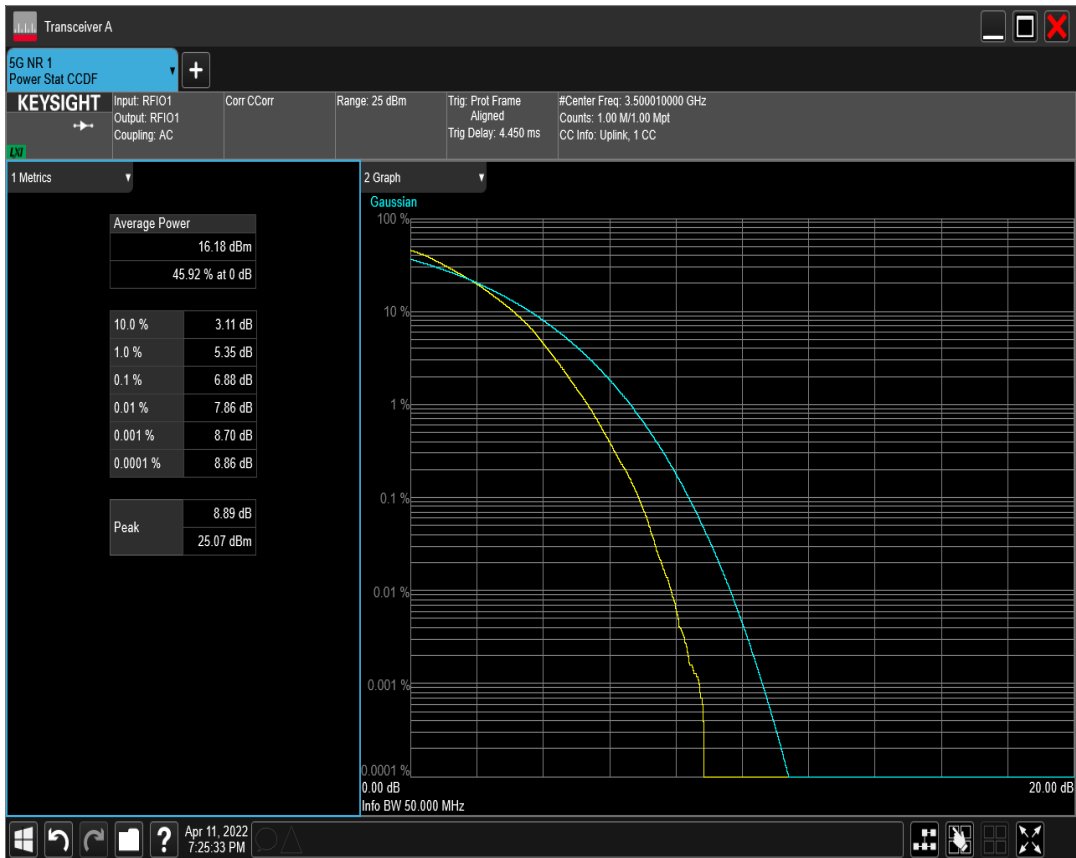 Transceiver A
5G NR 1
Power Stat CCDF
+
KEYSIGHT
LXI
Input: RFIO1
Output: RFIO1
Coupling: AC
Corr CCorr
Range: 25 dBm
Trig: Prot Frame
Aligned
Trig Delay: 4.450 ms
#Center Freq: 3.500010000 GHz
Counts: 1.00 M/1.00 Mpt
CC Info: Uplink, 1 CC
1 Metrics
Average Power
16.18 dBm
45.92 % at 0 dB
10.0 % 3.11 dB
1.0 % 5.35 dB
0.1 % 6.88 dB
0.01 % 7.86 dB
0.001 % 8.70 dB
0.0001 % 8.86 dB
Peak 8.89 dB
25.07 dBm
2 Graph
Gaussian
100 %
10 %
1 %
0.1 %
0.01 %
0.001 %
0.0001 %
0.00 dB 20.00 dB
Info BW 50.000 MHz
?
Apr 11, 2022
7:25:33 PM